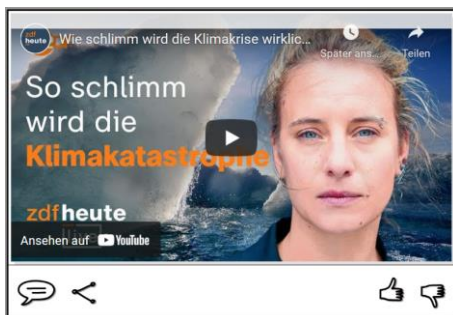 zdf heute
Wie schlimm wird die Klimakrise wirklic...
Später ans...
Teilen
So schlimm
wird die
Klimakatastrophe
zdfheute
live
Ansehen auf YouTube